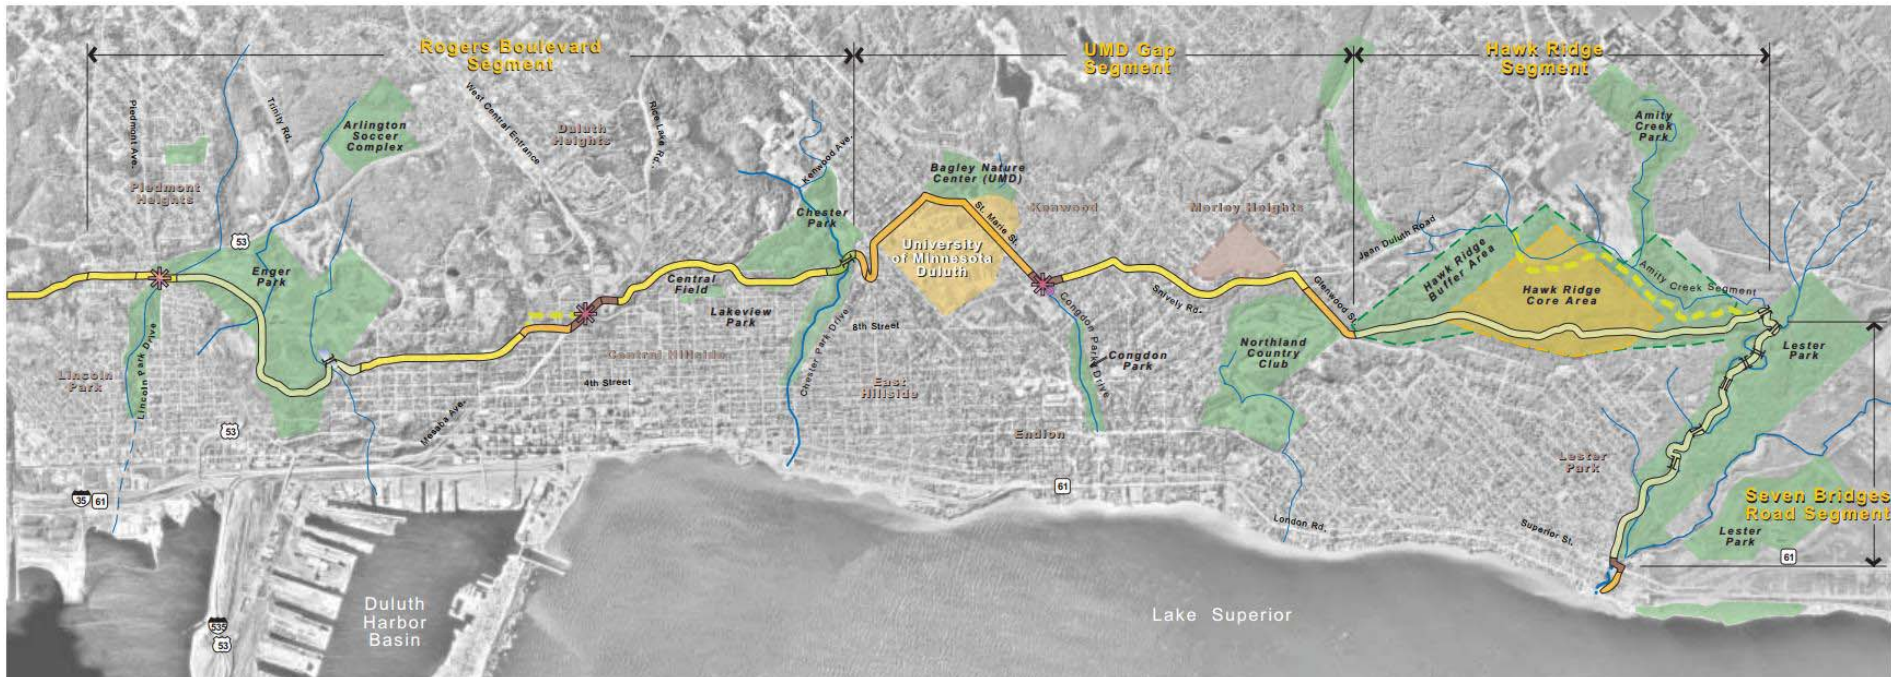 Rogers Boulevard
Segment
UMD Gap
Segment
Hawk Ridge
Segment
Piedmont Ave.
Trinity Rd.
West Central Entrance
Rice Lake Rd.
Arlington
Soccer
Complex
Duluth
Heights
Kenwood Ave.
Amity
Creek
Park
Piedmont
Heights
Bagley Nature
Center (UMD)
Chester
Park
St. Marie St.
Kenwood
Morley Heights
Jean Duluth Road
53
University
of Minnesota
Duluth
Hawk Ridge
Buffer Area
Enger
Park
Central
Field
Amity Creek Segment
Hawk Ridge
Core Area
Snively Rd.
Glenwood St.
Lakeview
Park
8th Street
Congdon Park Drive
Lincoln Park Drive
Central Hillside
Chester Park Drive
Congdon
Park
Northland
Country
Club
Lester
Park
Lincoln
Park
4th Street
East
Hillside
Mesaba Ave.
53
Endion
Lester
Park
35
61
61
Seven Bridges
Road Segment
London Rd.
Superior St.
Lester
Park
61
Duluth
Harbor
Basin
Lake Superior
535
53